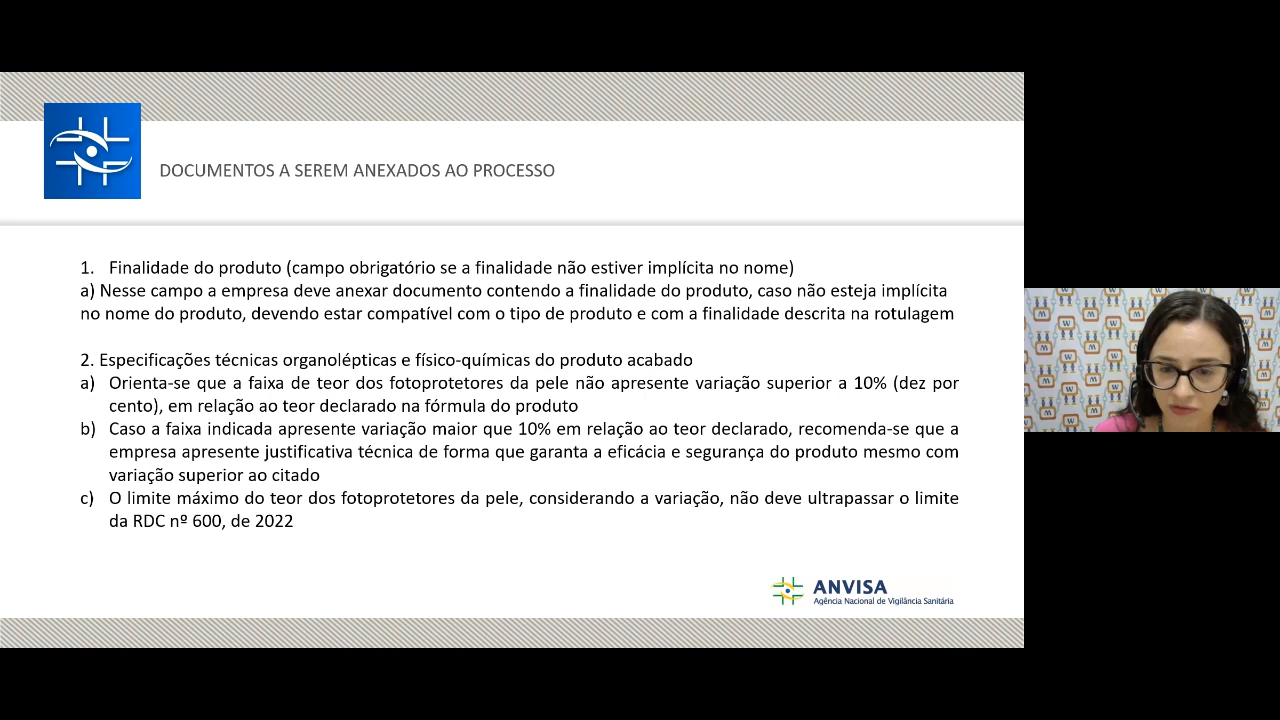 DOCUMENTOS A SEREM ANEXADOS AO PROCESSO
1. Finalidade do produto (campo obrigatório se a finalidade não estiver implícita no nome)
a) Nesse campo a empresa deve anexar documento contendo a finalidade do produto, caso não esteja implícita
no nome do produto, devendo estar compatível com o tipo de produto e com a finalidade descrita na rotulagem
2. Especificações técnicas organolépticas e físico-químicas do produto acabado
a) Orienta-se que a faixa de teor dos fotoprotetores da pele não apresente variação superior a 10% (dez por
cento), em relação ao teor declarado na fórmula do produto
b) Caso a faixa indicada apresente variação maior que 10% em relação ao teor declarado, recomenda-se que a
empresa apresente justificativa técnica de forma que garanta a eficácia e segurança do produto mesmo com
variação superior ao citado
c) O limite máximo do teor dos fotoprotetores da pele, considerando a variação, não deve ultrapassar o limite
da RDC nº 600, de 2022
ANVISA
Agência Nacional de Vigilância Sanitária